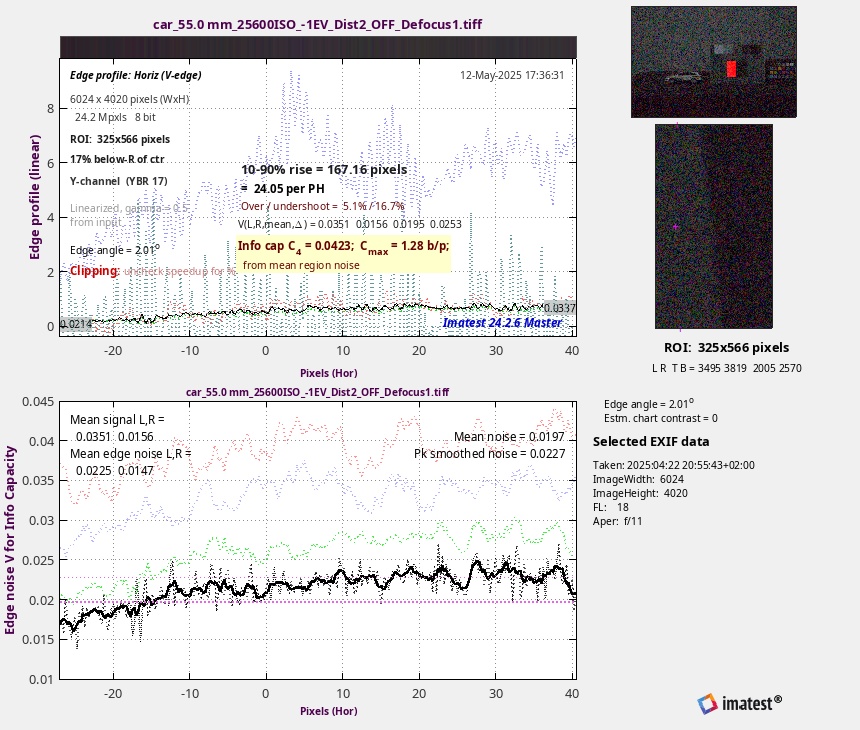 car_55.0 mm_25600ISO_-1EV_Dist2_OFF_Defocus1.tiff
Edge profile: Horiz (V-edge)
12-May-2025 17:36:31
6024 x 4020 pixels (WxH)
24.2 Mpxls 8 bit
ROI: 325x566 pixels
17% below-R of ctr
Y-channel (YBR 17)
Linearized, gamma = 0.5
from input
Edge angle = 2.01o
Clipping: uncheck speedup for %
10-90% rise = 167.16 pixels
= 24.05 per PH
Over / undershoot = 5.1% / 16.7%
V(L,R,mean,Δ) = 0.0351 0.0156 0.0195 0.0253
Info cap C4 = 0.0423; Cmax = 1.28 b/p;
from mean region noise
0.0214
0.0337
Imatest 24.2.6 Master
Edge profile (linear)
8
6
4
2
0
-20 -10 0 10 20 30 40
Pixels (Hor)
car_55.0 mm_25600ISO_-1EV_Dist2_OFF_Defocus1.tiff
Mean signal L,R =
0.0351 0.0156
Mean edge noise L,R =
0.0225 0.0147
Mean noise = 0.0197
Pk smoothed noise = 0.0227
Edge noise V for Info Capacity
0.045
0.04
0.035
0.03
0.025
0.02
0.015
0.01
-20 -10 0 10 20 30 40
Pixels (Hor)
ROI: 325x566 pixels
L R T B = 3495 3819 2005 2570
Edge angle = 2.01o
Estm. chart contrast = 0
Selected EXIF data
Taken: 2025:04:22 20:55:43+02:00
ImageWidth: 6024
ImageHeight: 4020
FL: 18
Aper: f/11
imatest®